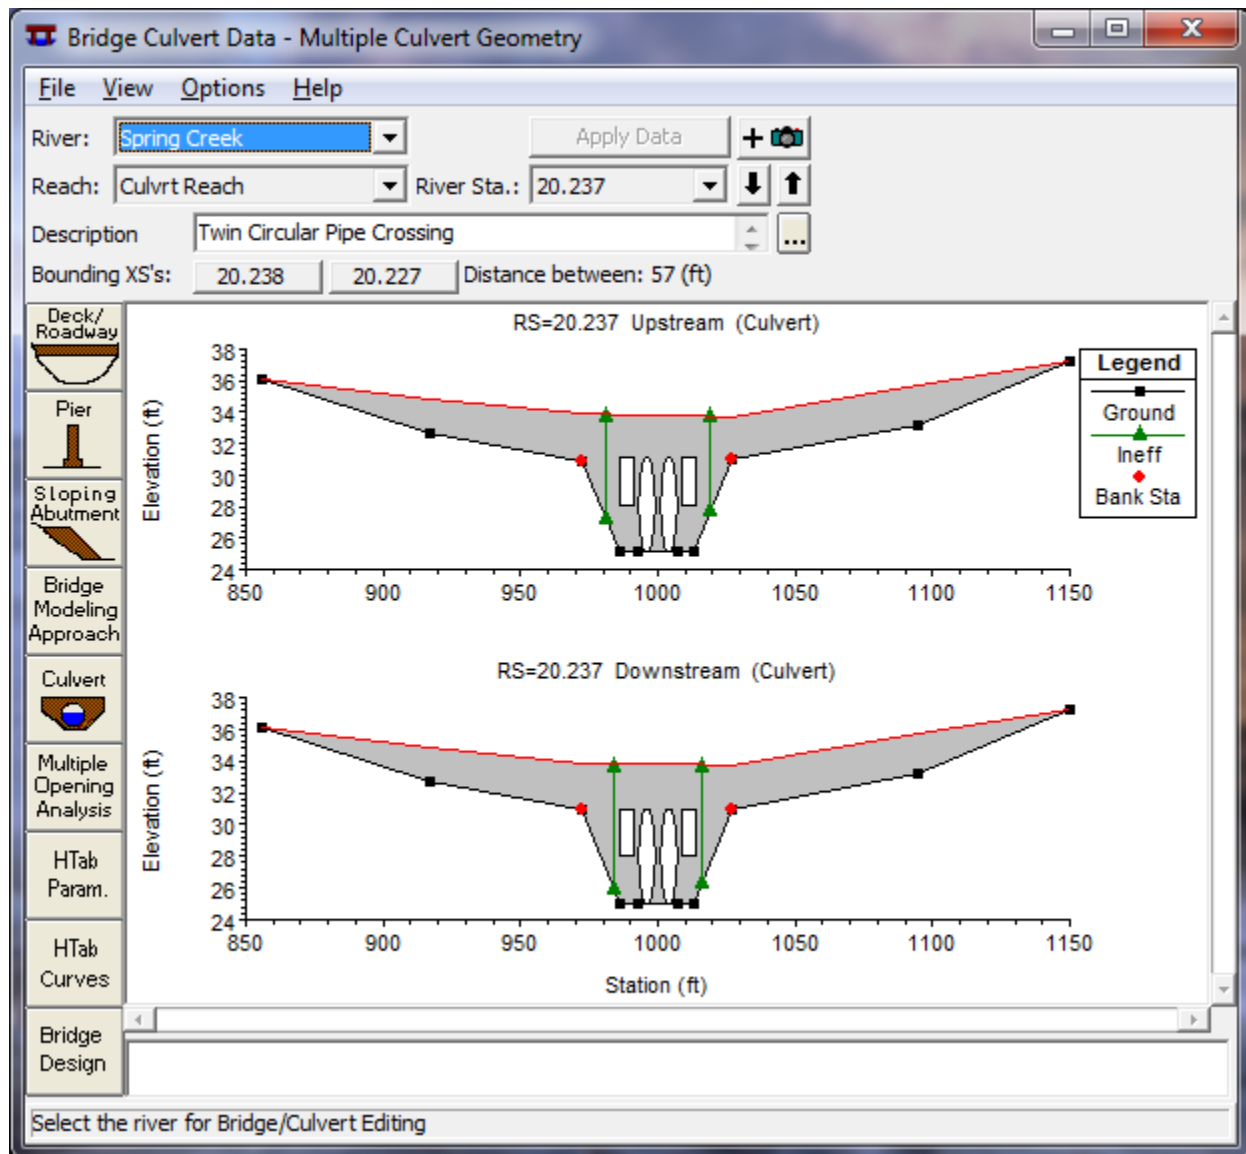 Bridge Culvert Data - Multiple Culvert Geometry
File View Options Help
River: Spring Creek Apply Data +
Reach: Culvrt Reach River Sta.: 20.237
Description Twin Circular Pipe Crossing ...
Bounding XS's: 20.238 20.227 Distance between: 57 (ft)
Deck/
Roadway
Pier
Sloping
Abutment
Bridge
Modeling
Approach
Culvert
Multiple
Opening
Analysis
HTab
Param.
HTab
Curves
Bridge
Design
RS=20.237 Upstream (Culvert)
Elevation (ft)
38
36
34
32
30
28
26
24
850 900 950 1000 1050 1100 1150
Legend
Ground
Ineff
Bank Sta
RS=20.237 Downstream (Culvert)
Elevation (ft)
38
36
34
32
30
28
26
24
850 900 950 1000 1050 1100 1150
Station (ft)
Select the river for Bridge/Culvert Editing